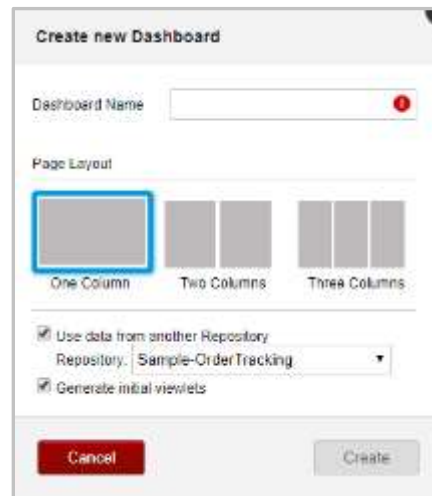 Create new Dashboard
Dashboard Name
Page Layout
One Column
Two Columns
Three Columns
Use data from another Repository
Repository: Sample-OrderTracking
Generate initial viewlets
Cancel
Create